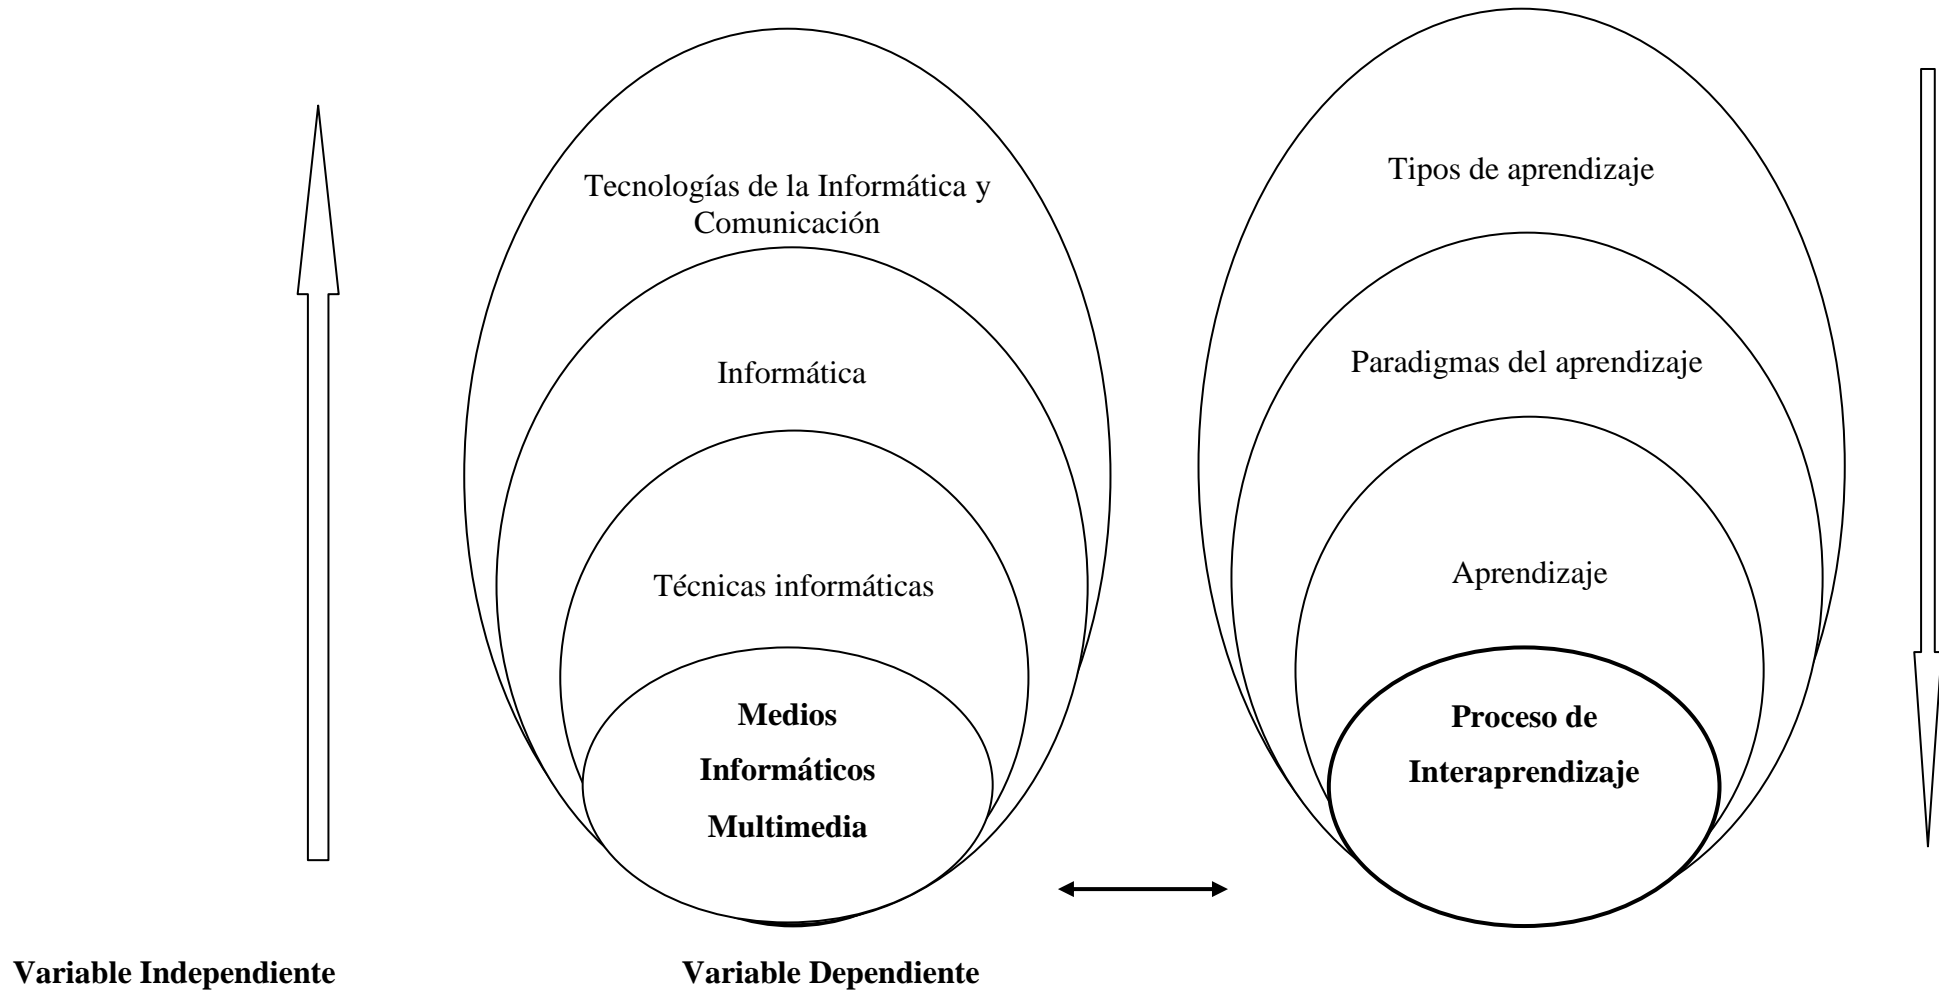 Tecnologías de la Informática y
Comunicación
Informática
Técnicas informáticas
Medios
Informáticos
Multimedia
Tipos de aprendizaje
Paradigmas del aprendizaje
Aprendizaje
Proceso de
Interaprendizaje
Variable Independiente
Variable Dependiente